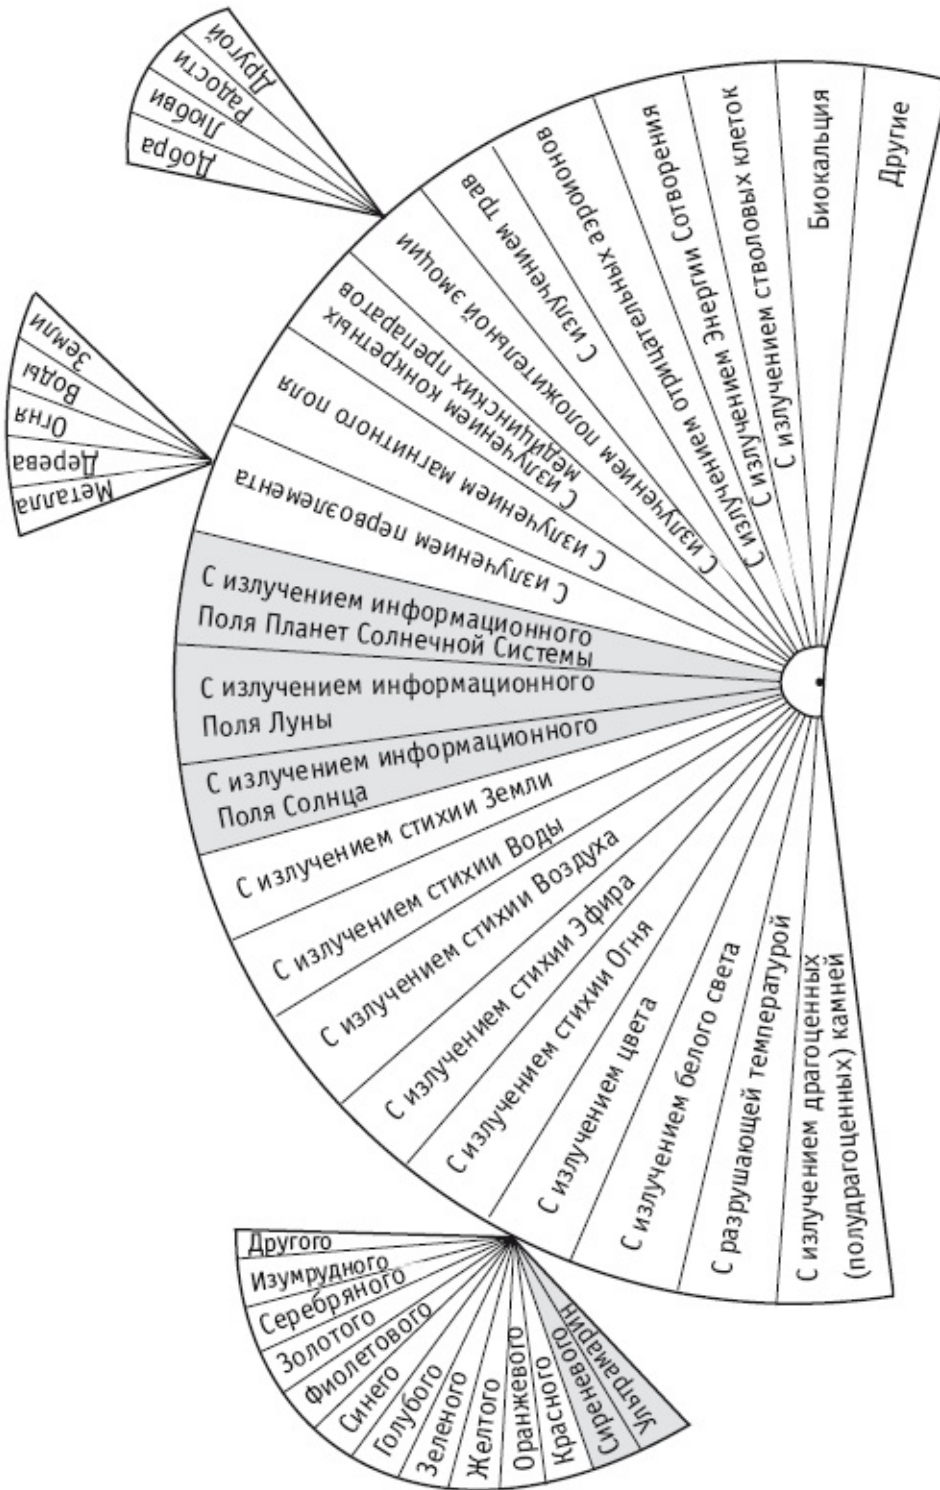 Добра
Любви
Радости
Другой
Металла
Дерева
Огня
Воды
Земли
Другие
Биокальция
С излучением стволовых клеток
С излучением Энергии Сотворения
С излучением отрицательных аэроионов
С излучением трав
С излучением положительной эмоции
С излучением конкретных
медицинских препаратов
С излучением магнитного поля
С излучением первоэлемента
С излучением информационного
Поля Планет Солнечной Системы
С излучением информационного
Поля Луны
С излучением информационного
Поля Солнца
С излучением стихии Земли
С излучением стихии Воды
С излучением стихии Воздуха
С излучением стихии Эфира
С излучением стихии Огня
С излучением цвета
С излучением белого света
С разрушающей температурой
С излучением драгоценных
(полудрагоценных) камней
Другого
Изумрудного
Серебряного
Золотого
Фиолетового
Синего
Голубого
Зеленого
Желтого
Оранжевого
Красного
Сиреневого
Ультрамарин